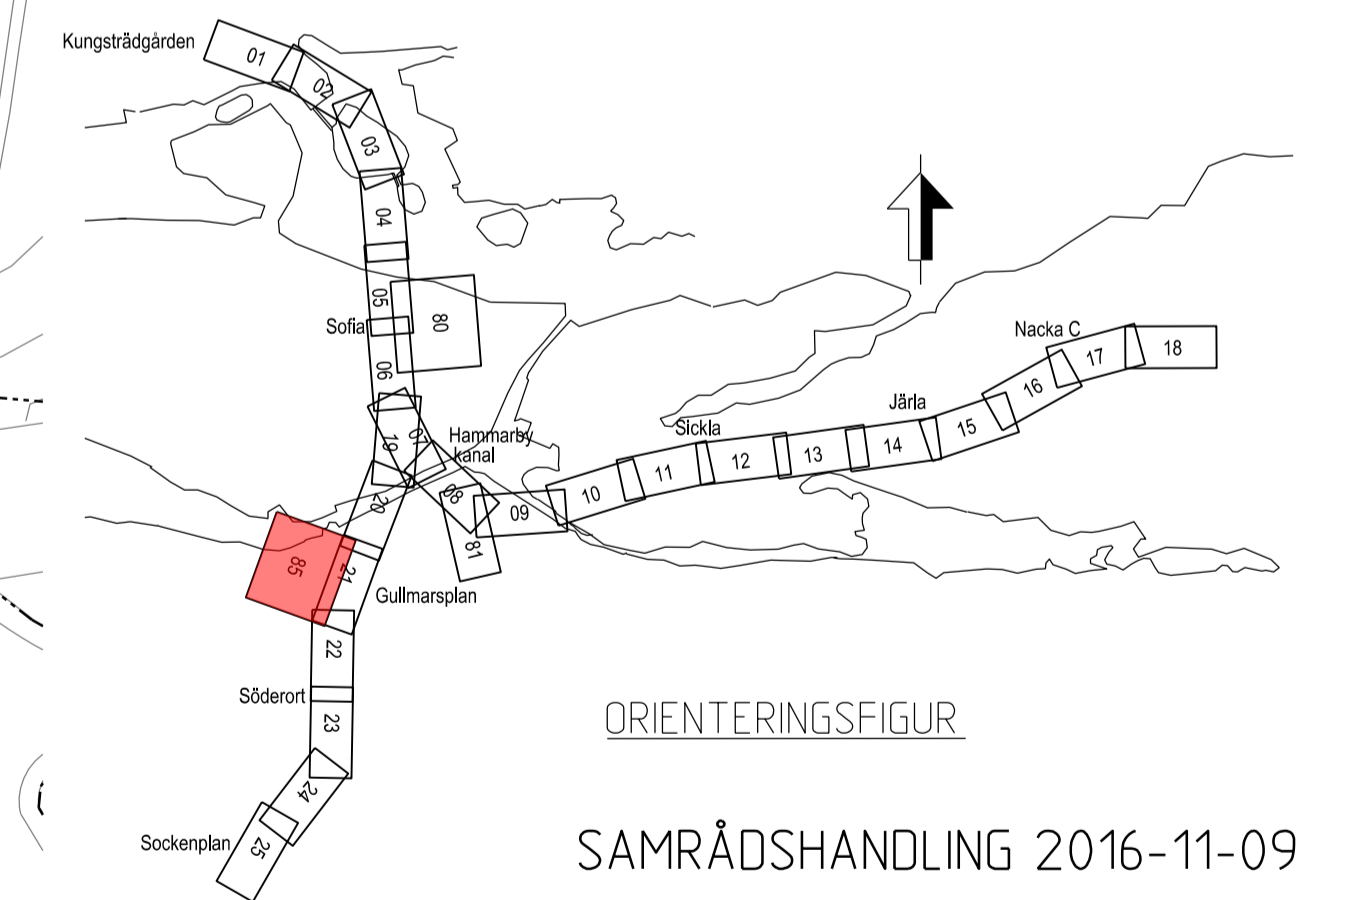 Kungsträdgården
01
02
03
04
05
Sofia
80
06
19
07
Hammarby
kanal
08
20
09
81
10
Sickla
11
12
13
Järla
14
15
16
Nacka C
17
18
85
21
Gullmarsplan
22
Söderort
23
24
Sockenplan
25
ORIENTERINGSFIGUR
SAMRÅDSHANDLING 2016-11-09